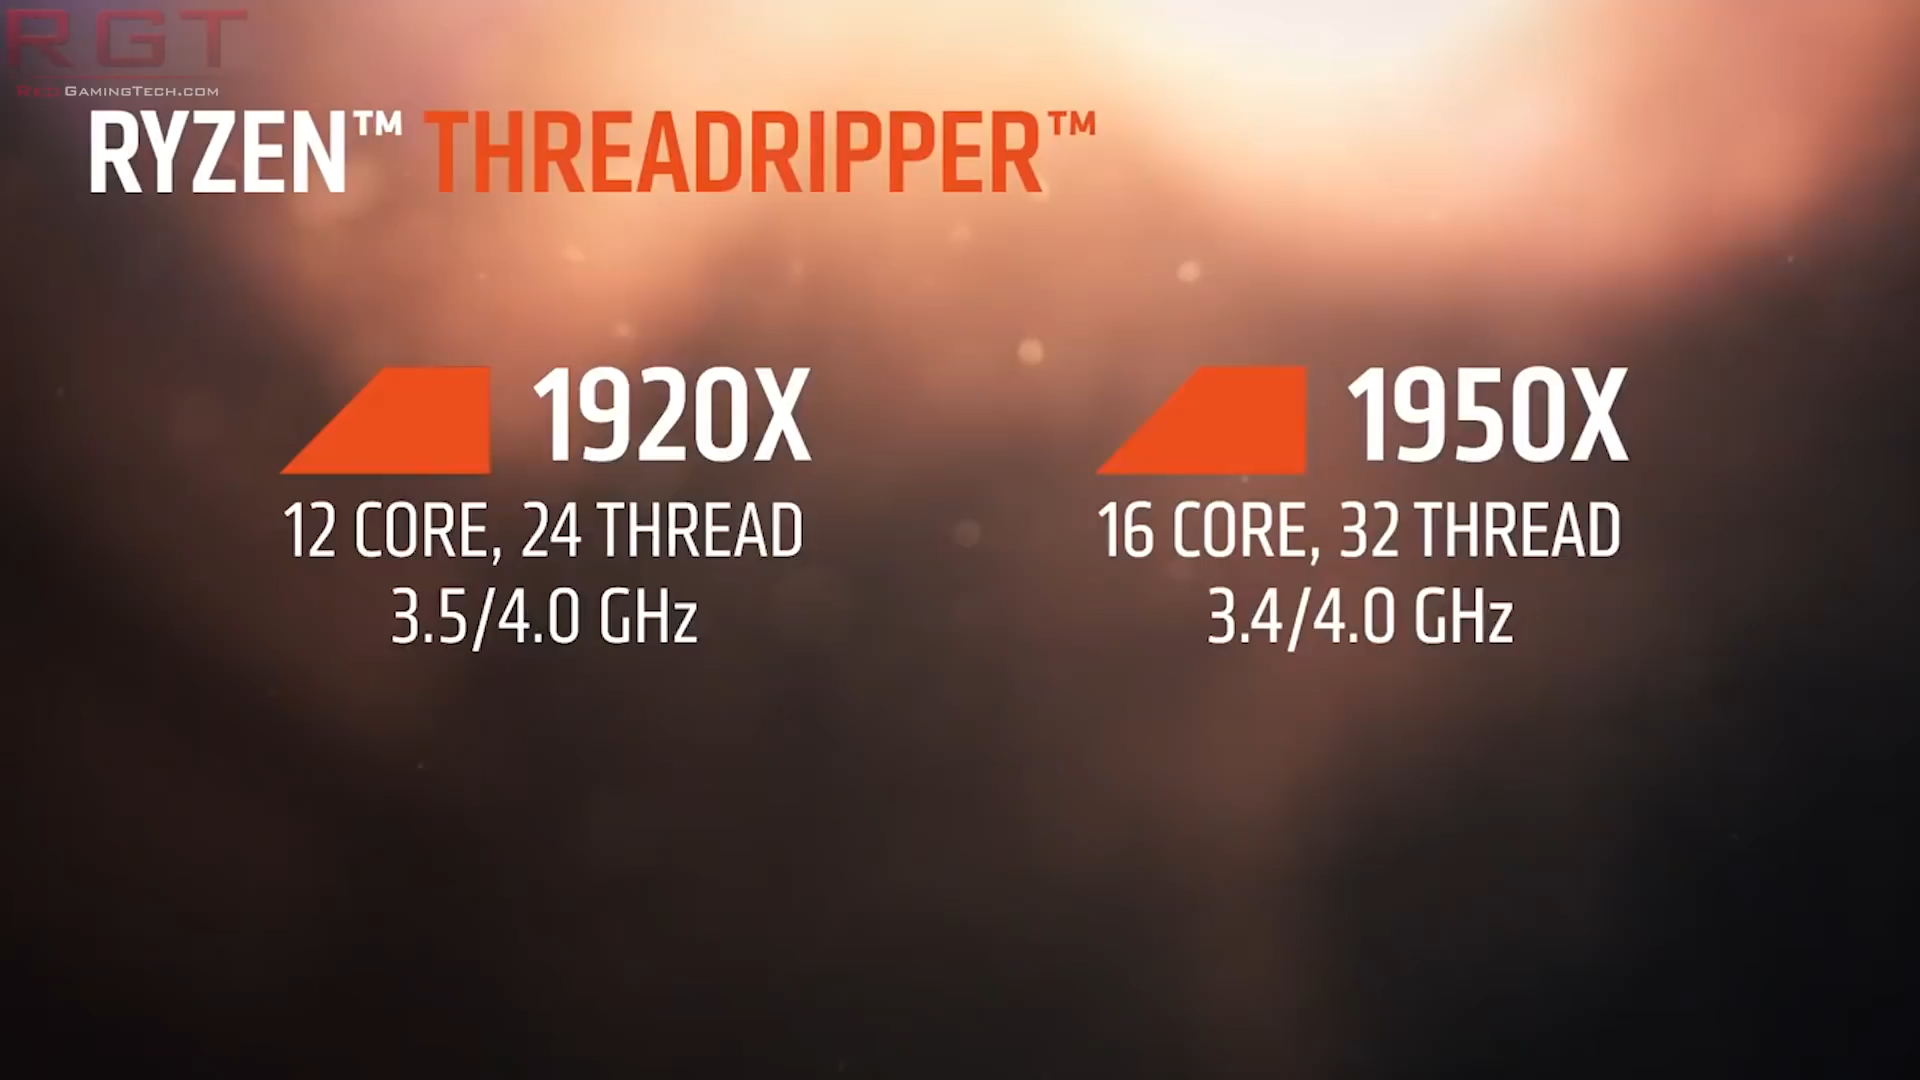 RGT
RedGamingTech.com
RYZEN™ THREADRIPPER™
1920X
12 CORE, 24 THREAD
3.5/4.0 GHz
1950X
16 CORE, 32 THREAD
3.4/4.0 GHz